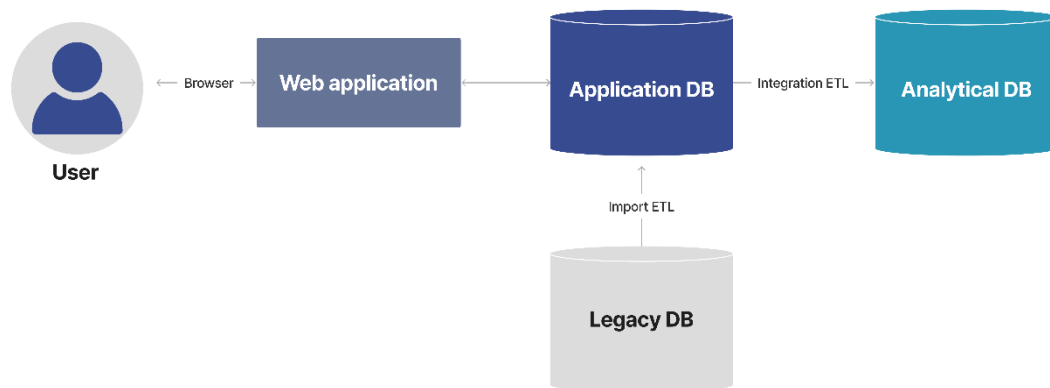 Browser
Web application
Application DB
Integration ETL
Analytical DB
User
Import ETL
Legacy DB